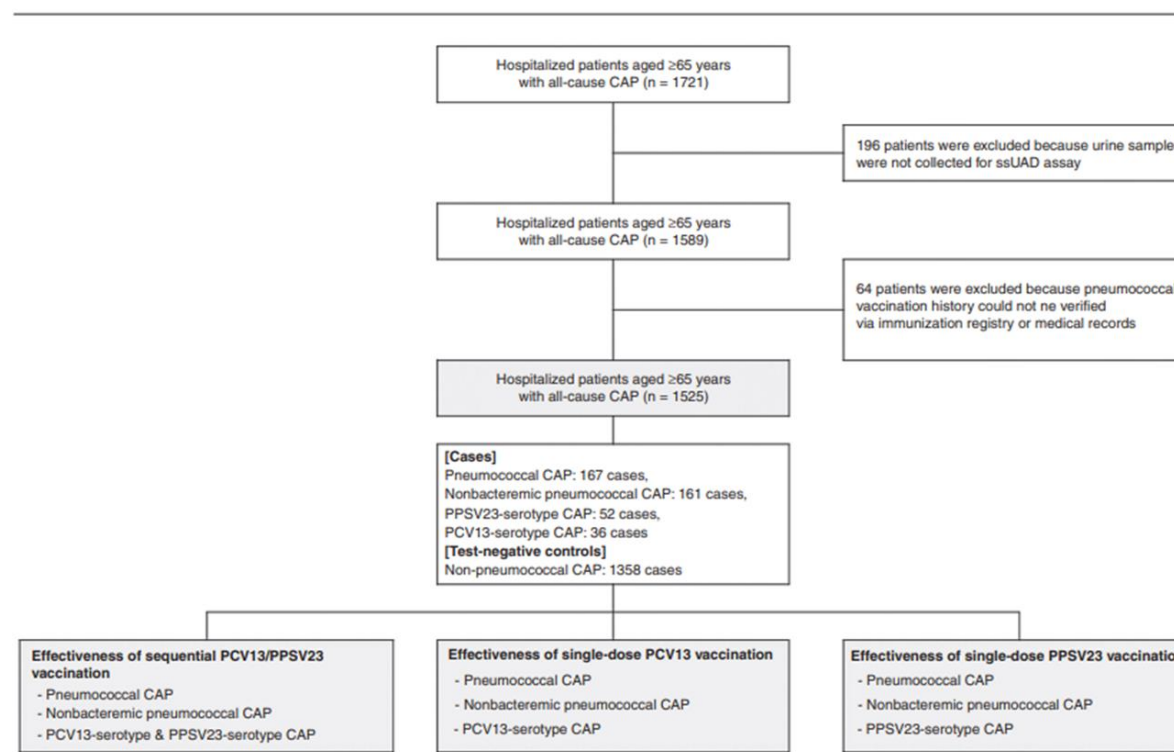 Hospitalized patients aged ≥65 years
with all-cause CAP (n = 1721)
196 patients were excluded because urine sample
were not collected for ssUAD assay
Hospitalized patients aged ≥65 years
with all-cause CAP (n = 1589)
64 patients were excluded because pneumococcal
vaccination history could not ne verified
via immunization registry or medical records
Hospitalized patients aged ≥65 years
with all-cause CAP (n = 1525)
[Cases]
Pneumococcal CAP: 167 cases,
Nonbacteremic pneumococcal CAP: 161 cases,
PPSV23-serotype CAP: 52 cases,
PCV13-serotype CAP: 36 cases
[Test-negative controls]
Non-pneumococcal CAP: 1358 cases
Effectiveness of sequential PCV13/PPSV23
vaccination
- Pneumococcal CAP
- Nonbacteremic pneumococcal CAP
- PCV13-serotype & PPSV23-serotype CAP
Effectiveness of single-dose PCV13 vaccination
- Pneumococcal CAP
- Nonbacteremic pneumococcal CAP
- PCV13-serotype CAP
Effectiveness of single-dose PPSV23 vaccinatio
- Pneumococcal CAP
- Nonbacteremic pneumococcal CAP
- PPSV23-serotype CAP